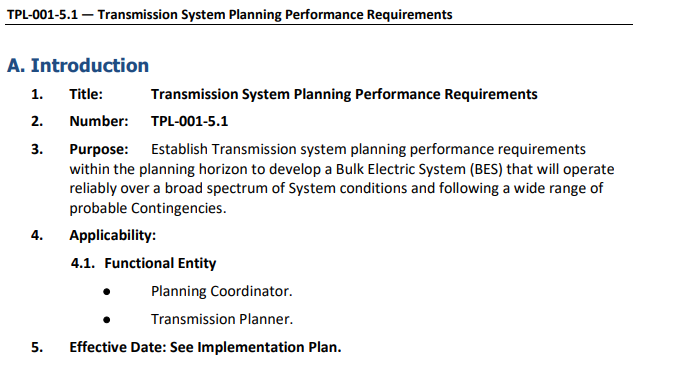 TPL-001-5.1 — Transmission System Planning Performance Requirements
A. Introduction
1. Title: Transmission System Planning Performance Requirements
2. Number: TPL-001-5.1
3. Purpose: Establish Transmission system planning performance requirements
within the planning horizon to develop a Bulk Electric System (BES) that will operate
reliably over a broad spectrum of System conditions and following a wide range of
probable Contingencies.
4. Applicability:
4.1. Functional Entity
● Planning Coordinator.
● Transmission Planner.
5. Effective Date: See Implementation Plan.